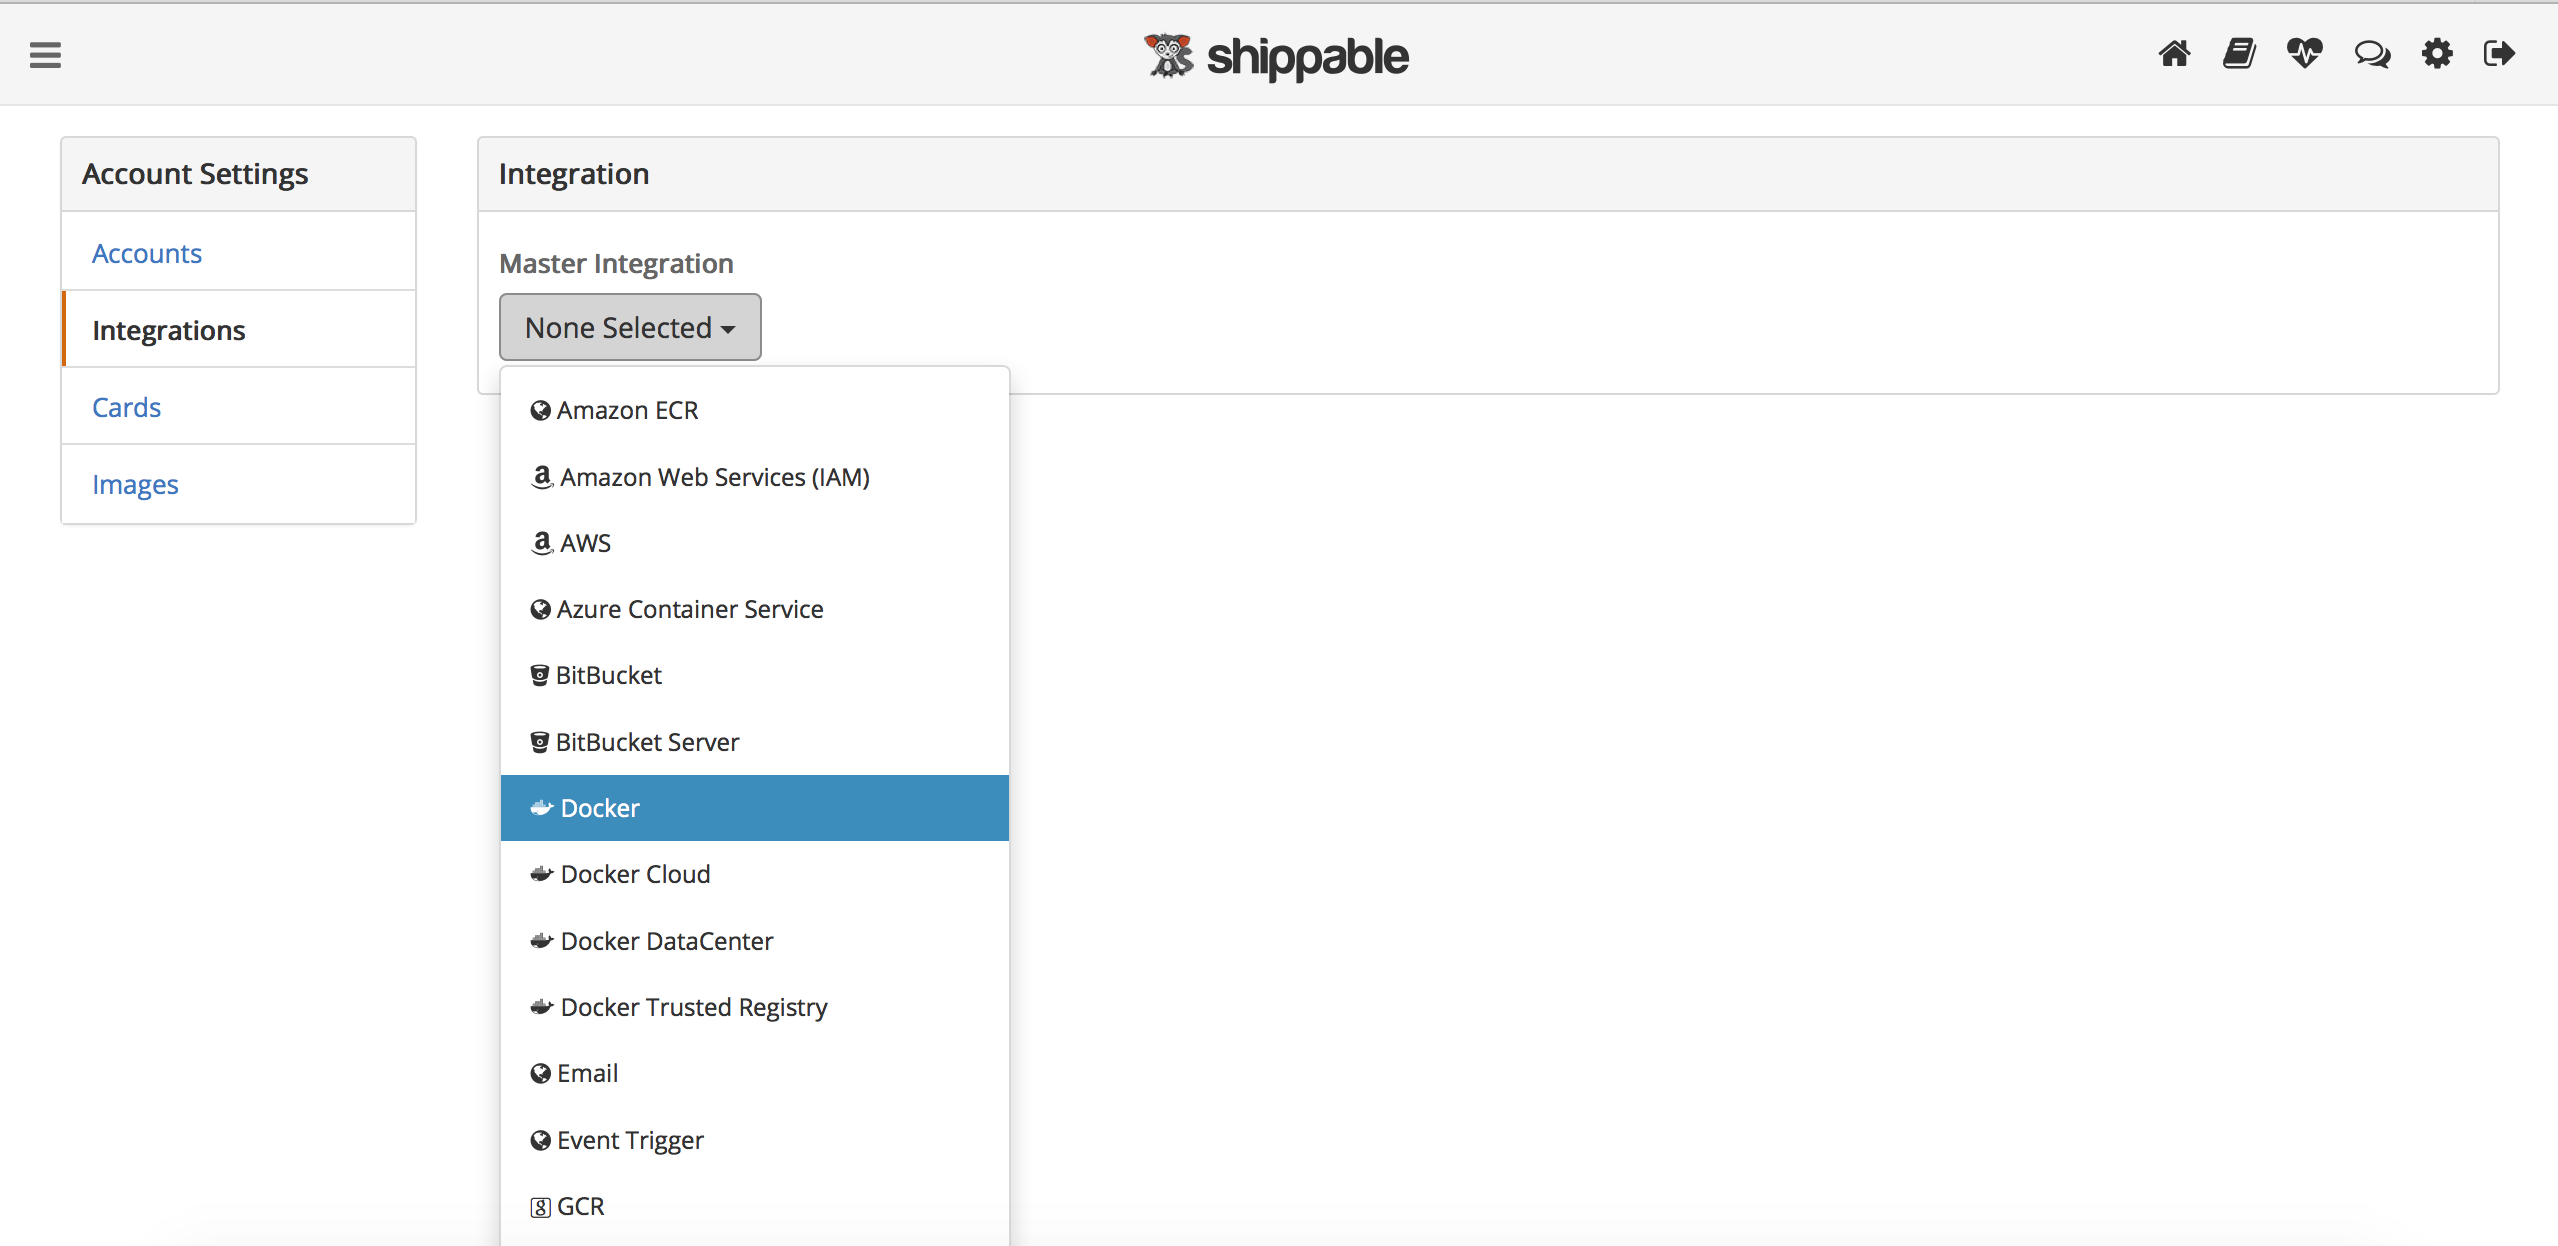 shippable
Account Settings
Accounts
Integrations
Cards
Images
Integration
Master Integration
None Selected
Amazon ECR
Amazon Web Services (IAM)
AWS
Azure Container Service
BitBucket
BitBucket Server
Docker
Docker Cloud
Docker DataCenter
Docker Trusted Registry
Email
Event Trigger
GCR